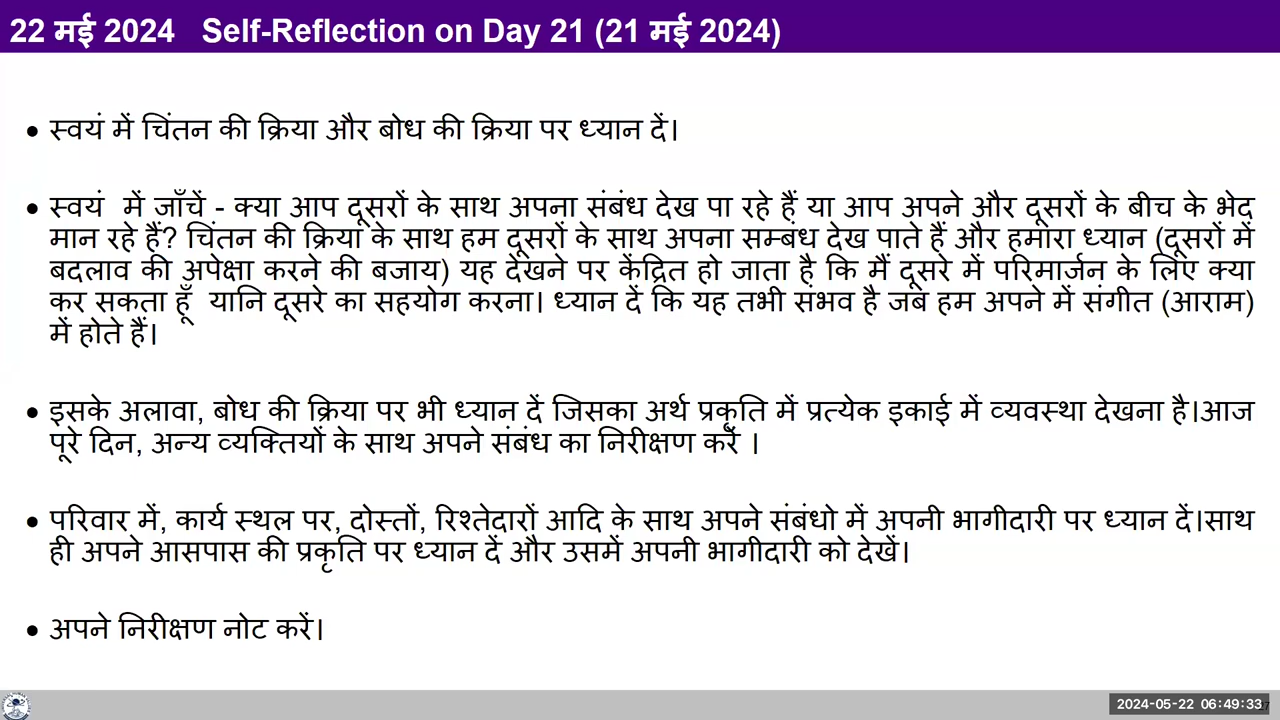 22 मई 2024 Self-Reflection on Day 21 (21 मई 2024)
• स्वयं में चिंतन की क्रिया और बोध की क्रिया पर ध्यान दें।
• स्वयं में जाँचें - क्या आप दूसरों के साथ अपना संबंध देख पा रहे हैं या आप अपने और दूसरों के बीच के भेद
मान रहे हैं? चिंतन की क्रिया के साथ हम दूसरों के साथ अपना सम्बंध देख पाते हैं और हमारा ध्यान (दूसरों में
बदलाव की अपेक्षा करने की बजाय) यह देखने पर केंद्रित हो जाता है कि मैं दूसरे में परिमार्जन के लिए क्या
कर सकता हूँ यानि दूसरे का सहयोग करना। ध्यान दें कि यह तभी संभव है जब हम अपने में संगीत (आराम)
में होते हैं।
• इसके अलावा, बोध की क्रिया पर भी ध्यान दें जिसका अर्थ प्रकृति में प्रत्येक इकाई में व्यवस्था देखना है।आज
पूरे दिन, अन्य व्यक्तियों के साथ अपने संबंध का निरीक्षण करें ।
• परिवार में, कार्य स्थल पर, दोस्तों, रिश्तेदारों आदि के साथ अपने संबंधो में अपनी भागीदारी पर ध्यान दें।साथ
ही अपने आसपास की प्रकृति पर ध्यान दें और उसमें अपनी भागीदारी को देखें।
• अपने निरीक्षण नोट करें।
2024-05-22 06:49:33